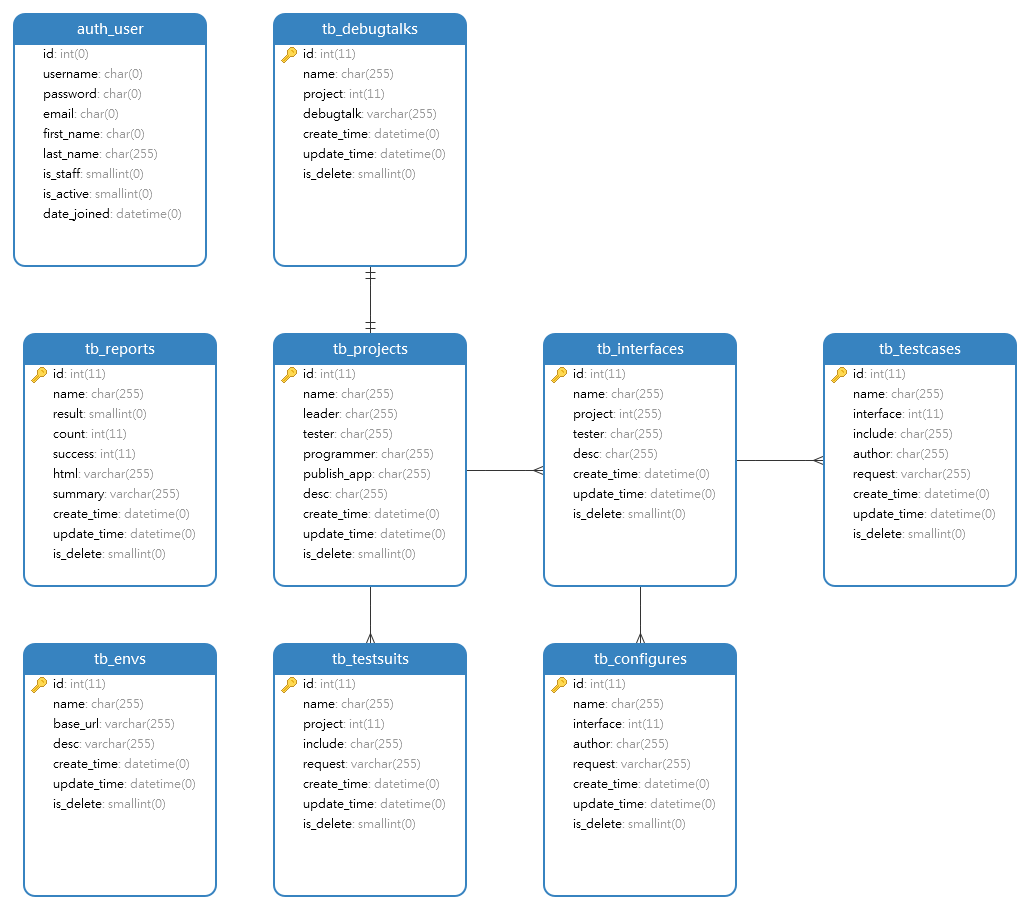 auth_user
id: int(0)
username: char(0)
password: char(0)
email: char(0)
first_name: char(0)
last_name: char(255)
is_staff: smallint(0)
is_active: smallint(0)
date_joined: datetime(0)
tb_debugtalks
id: int(11)
name: char(255)
project: int(11)
debugtalk: varchar(255)
create_time: datetime(0)
update_time: datetime(0)
is_delete: smallint(0)
tb_reports
id: int(11)
name: char(255)
result: smallint(0)
count: int(11)
success: int(11)
html: varchar(255)
summary: varchar(255)
create_time: datetime(0)
update_time: datetime(0)
is_delete: smallint(0)
tb_projects
id: int(11)
name: char(255)
leader: char(255)
tester: char(255)
programmer: char(255)
publish_app: char(255)
desc: char(255)
create_time: datetime(0)
update_time: datetime(0)
is_delete: smallint(0)
tb_interfaces
id: int(11)
name: char(255)
project: int(255)
tester: char(255)
desc: char(255)
create_time: datetime(0)
update_time: datetime(0)
is_delete: smallint(0)
tb_testcases
id: int(11)
name: char(255)
interface: int(11)
include: char(255)
author: char(255)
request: varchar(255)
create_time: datetime(0)
update_time: datetime(0)
is_delete: smallint(0)
tb_envs
id: int(11)
name: char(255)
base_url: varchar(255)
desc: varchar(255)
create_time: datetime(0)
update_time: datetime(0)
is_delete: smallint(0)
tb_testsuits
id: int(11)
name: char(255)
project: int(11)
include: char(255)
request: varchar(255)
create_time: datetime(0)
update_time: datetime(0)
is_delete: smallint(0)
tb_configures
id: int(11)
name: char(255)
interface: int(11)
author: char(255)
request: varchar(255)
create_time: datetime(0)
update_time: datetime(0)
is_delete: smallint(0)